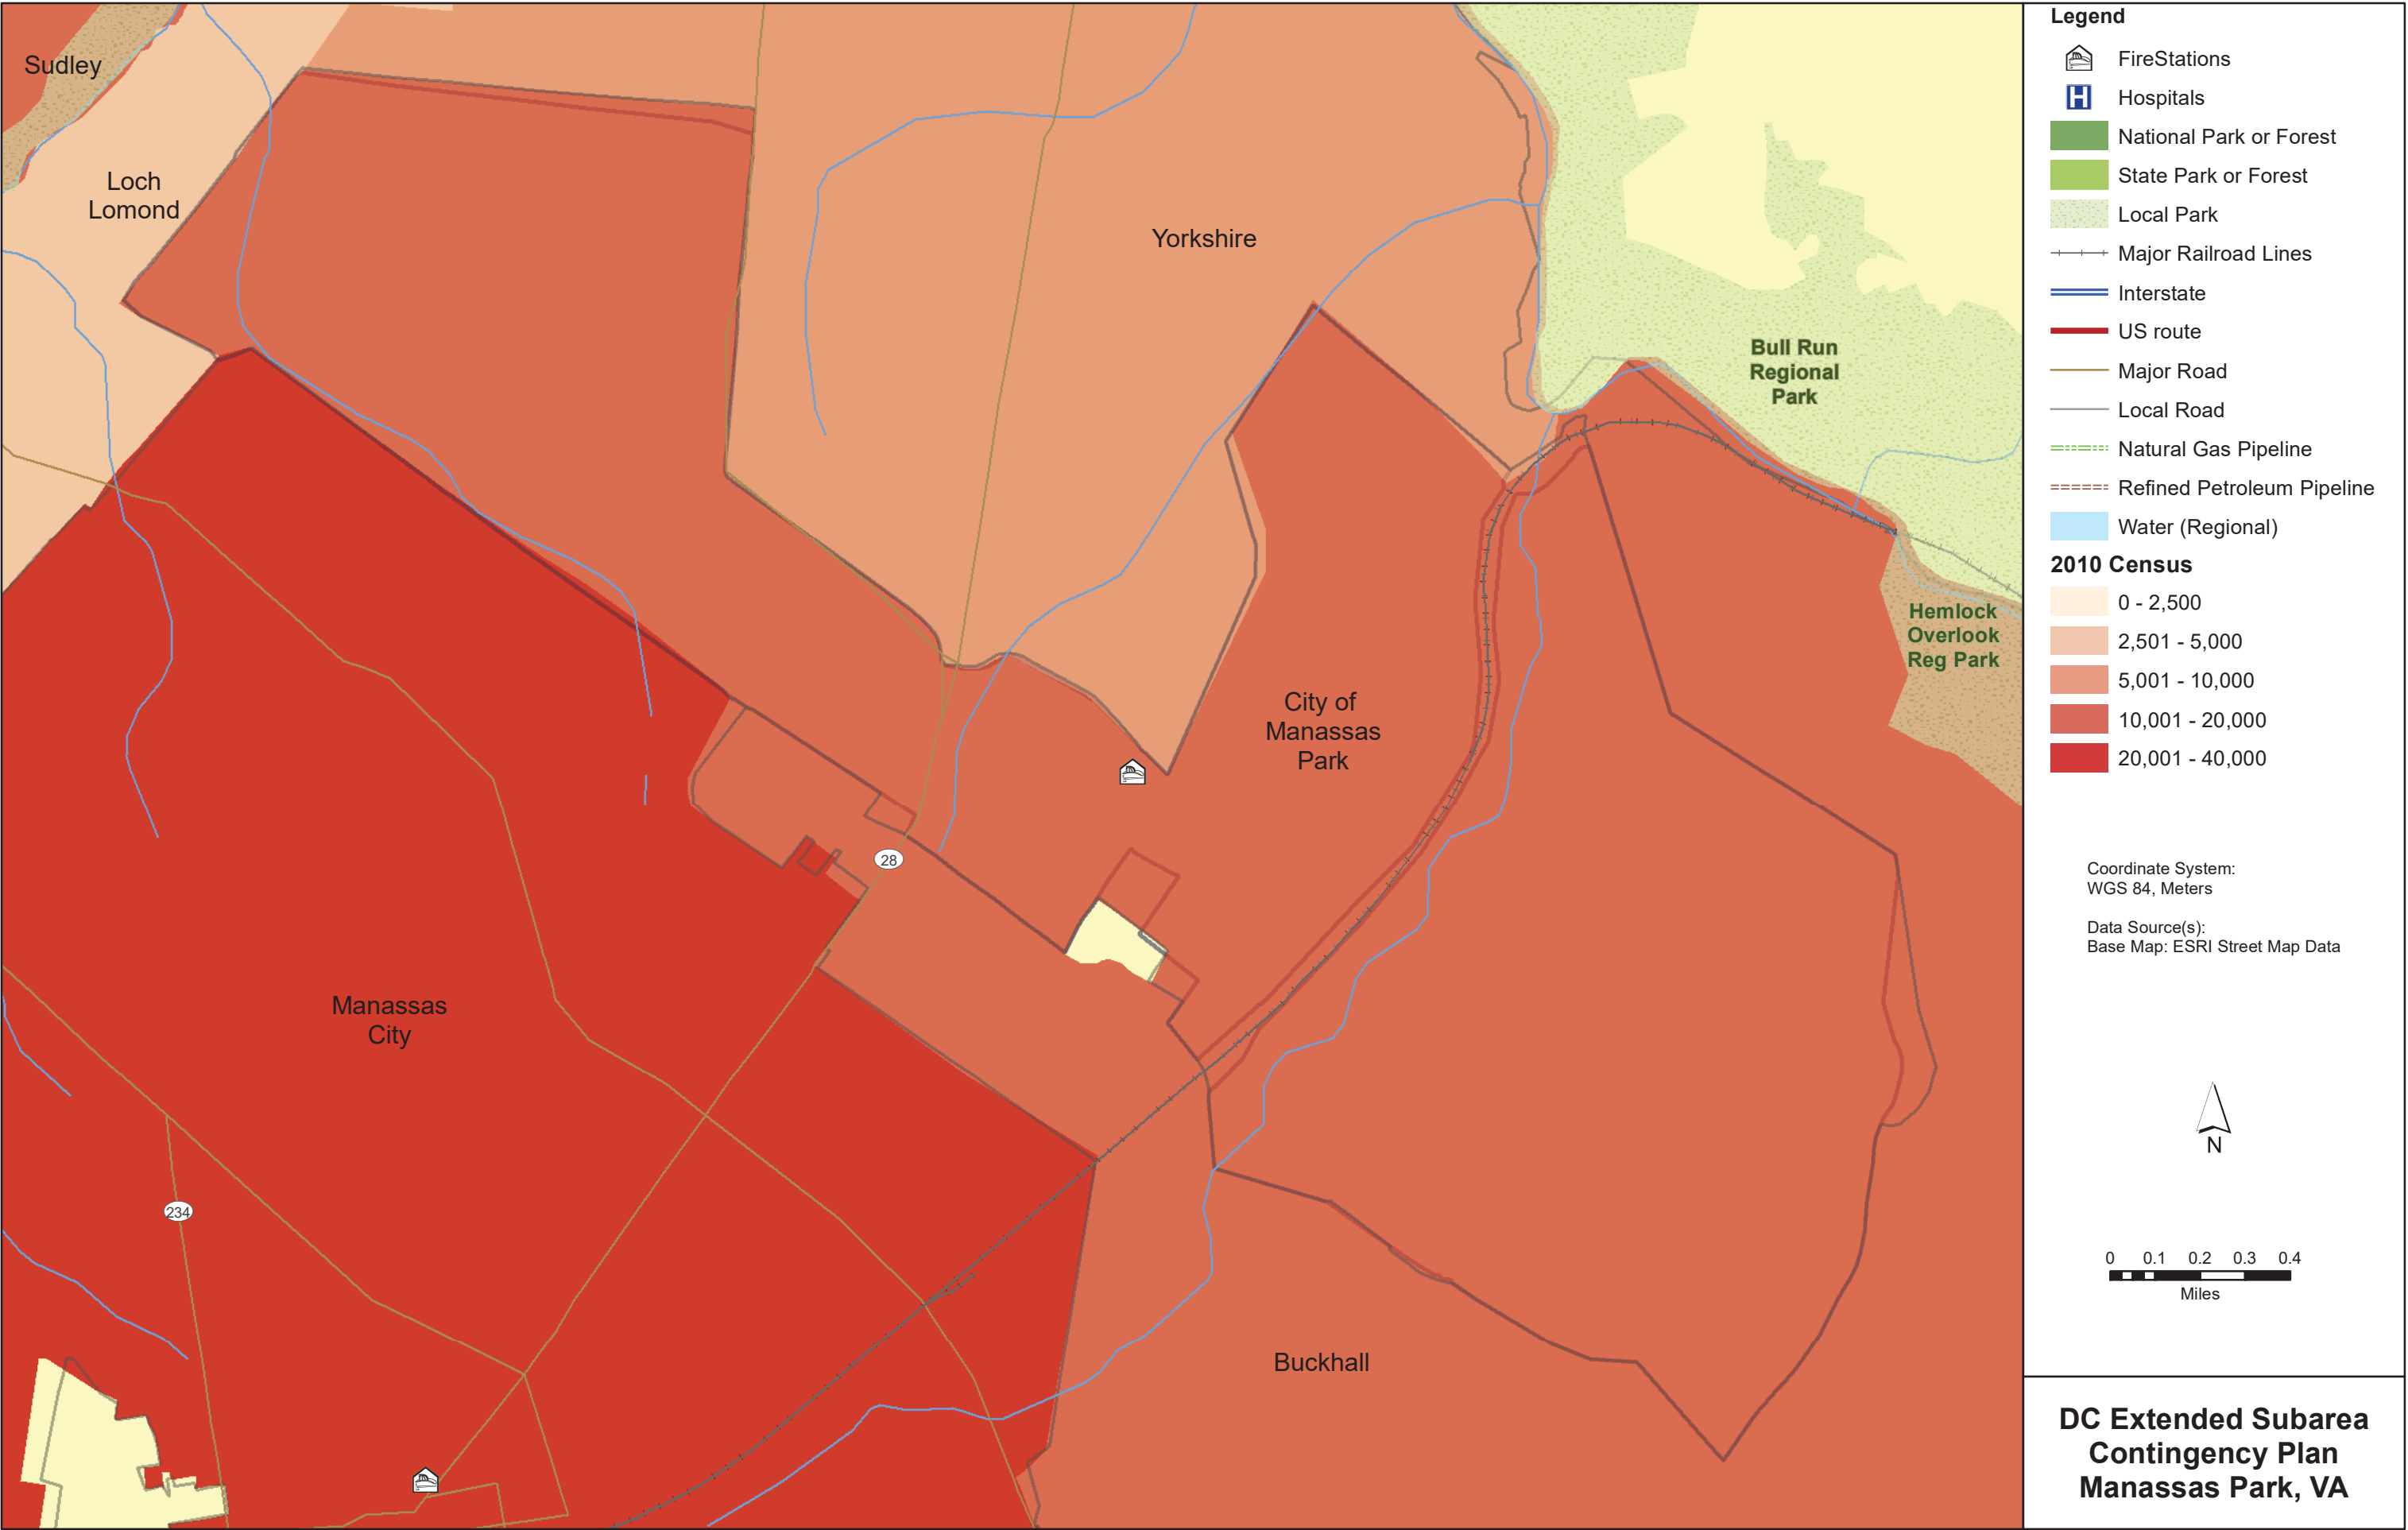 Sudley
Loch
Lomond
Yorkshire
Bull Run
Regional
Park
Hemlock
Overlook
Reg Park
City of
Manassas
Park
28
Manassas
City
234
Buckhall
Legend
FireStations
H
Hospitals
National Park or Forest
State Park or Forest
Local Park
Major Railroad Lines
Interstate
US route
Major Road
Local Road
Natural Gas Pipeline
Refined Petroleum Pipeline
Water (Regional)
2010 Census
0 - 2,500
2,501 - 5,000
5,001 - 10,000
10,001 - 20,000
20,001 - 40,000
Coordinate System:
WGS 84, Meters
Data Source(s):
Base Map: ESRI Street Map Data
N
0 0.1 0.2 0.3 0.4
Miles
DC Extended Subarea
Contingency Plan
Manassas Park, VA